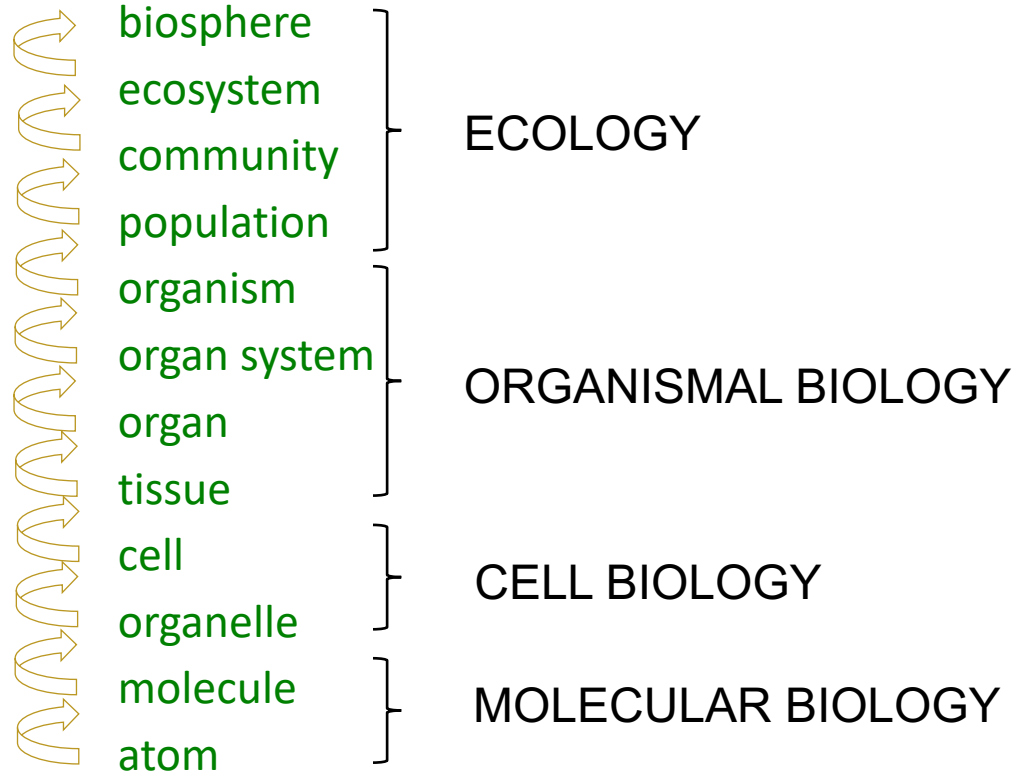 biosphere
ecosystem
ECOLOGY
community
population
organism
organ system
ORGANISMAL BIOLOGY
organ
tissue
cell
CELL BIOLOGY
organelle
molecule
MOLECULAR BIOLOGY
atom